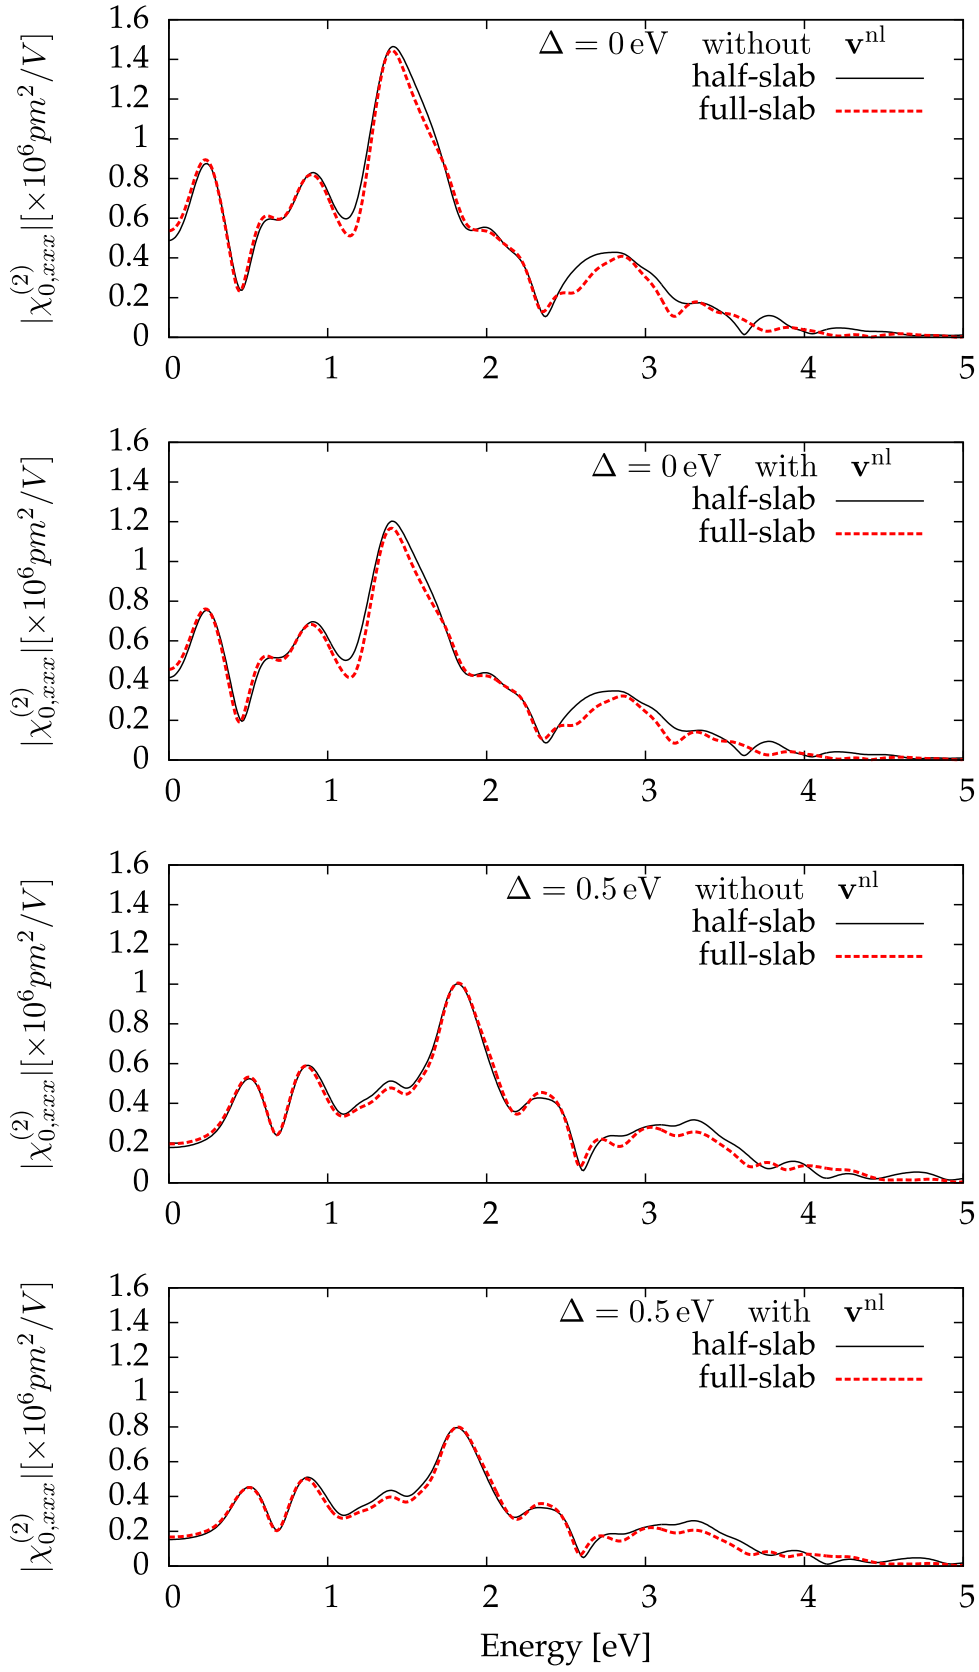 |χ^{(2)}_{0,xxx}|[×10^6 pm^2/V]
Δ = 0 eV without v^{nl}
half-slab
full-slab
1.6
1.4
1.2
1
0.8
0.6
0.4
0.2
0
0 1 2 3 4 5
|χ^{(2)}_{0,xxx}|[×10^6 pm^2/V]
Δ = 0 eV with v^{nl}
half-slab
full-slab
1.6
1.4
1.2
1
0.8
0.6
0.4
0.2
0
0 1 2 3 4 5
|χ^{(2)}_{0,xxx}|[×10^6 pm^2/V]
Δ = 0.5 eV without v^{nl}
half-slab
full-slab
1.6
1.4
1.2
1
0.8
0.6
0.4
0.2
0
0 1 2 3 4 5
|χ^{(2)}_{0,xxx}|[×10^6 pm^2/V]
Δ = 0.5 eV with v^{nl}
half-slab
full-slab
1.6
1.4
1.2
1
0.8
0.6
0.4
0.2
0
0 1 2 3 4 5
Energy [eV]